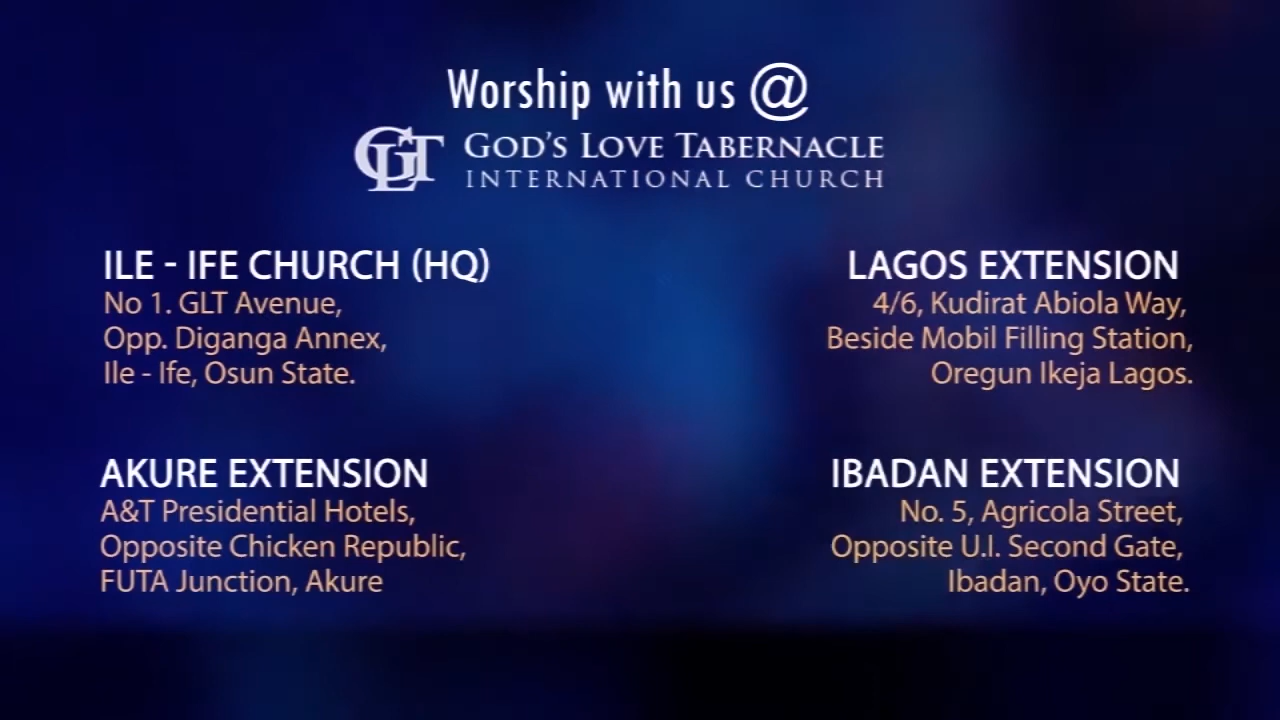 Worship with us @
GLT
GOD'S LOVE TABERNACLE
INTERNATIONAL CHURCH
ILE - IFE CHURCH (HQ)
No 1. GLT Avenue,
Opp. Diganga Annex,
Ile - Ife, Osun State.
LAGOS EXTENSION
4/6, Kudirat Abiola Way,
Beside Mobil Filling Station,
Oregun Ikeja Lagos.
AKURE EXTENSION
A&T Presidential Hotels,
Opposite Chicken Republic,
FUTA Junction, Akure
IBADAN EXTENSION
No. 5, Agricola Street,
Opposite U.I. Second Gate,
Ibadan, Oyo State.